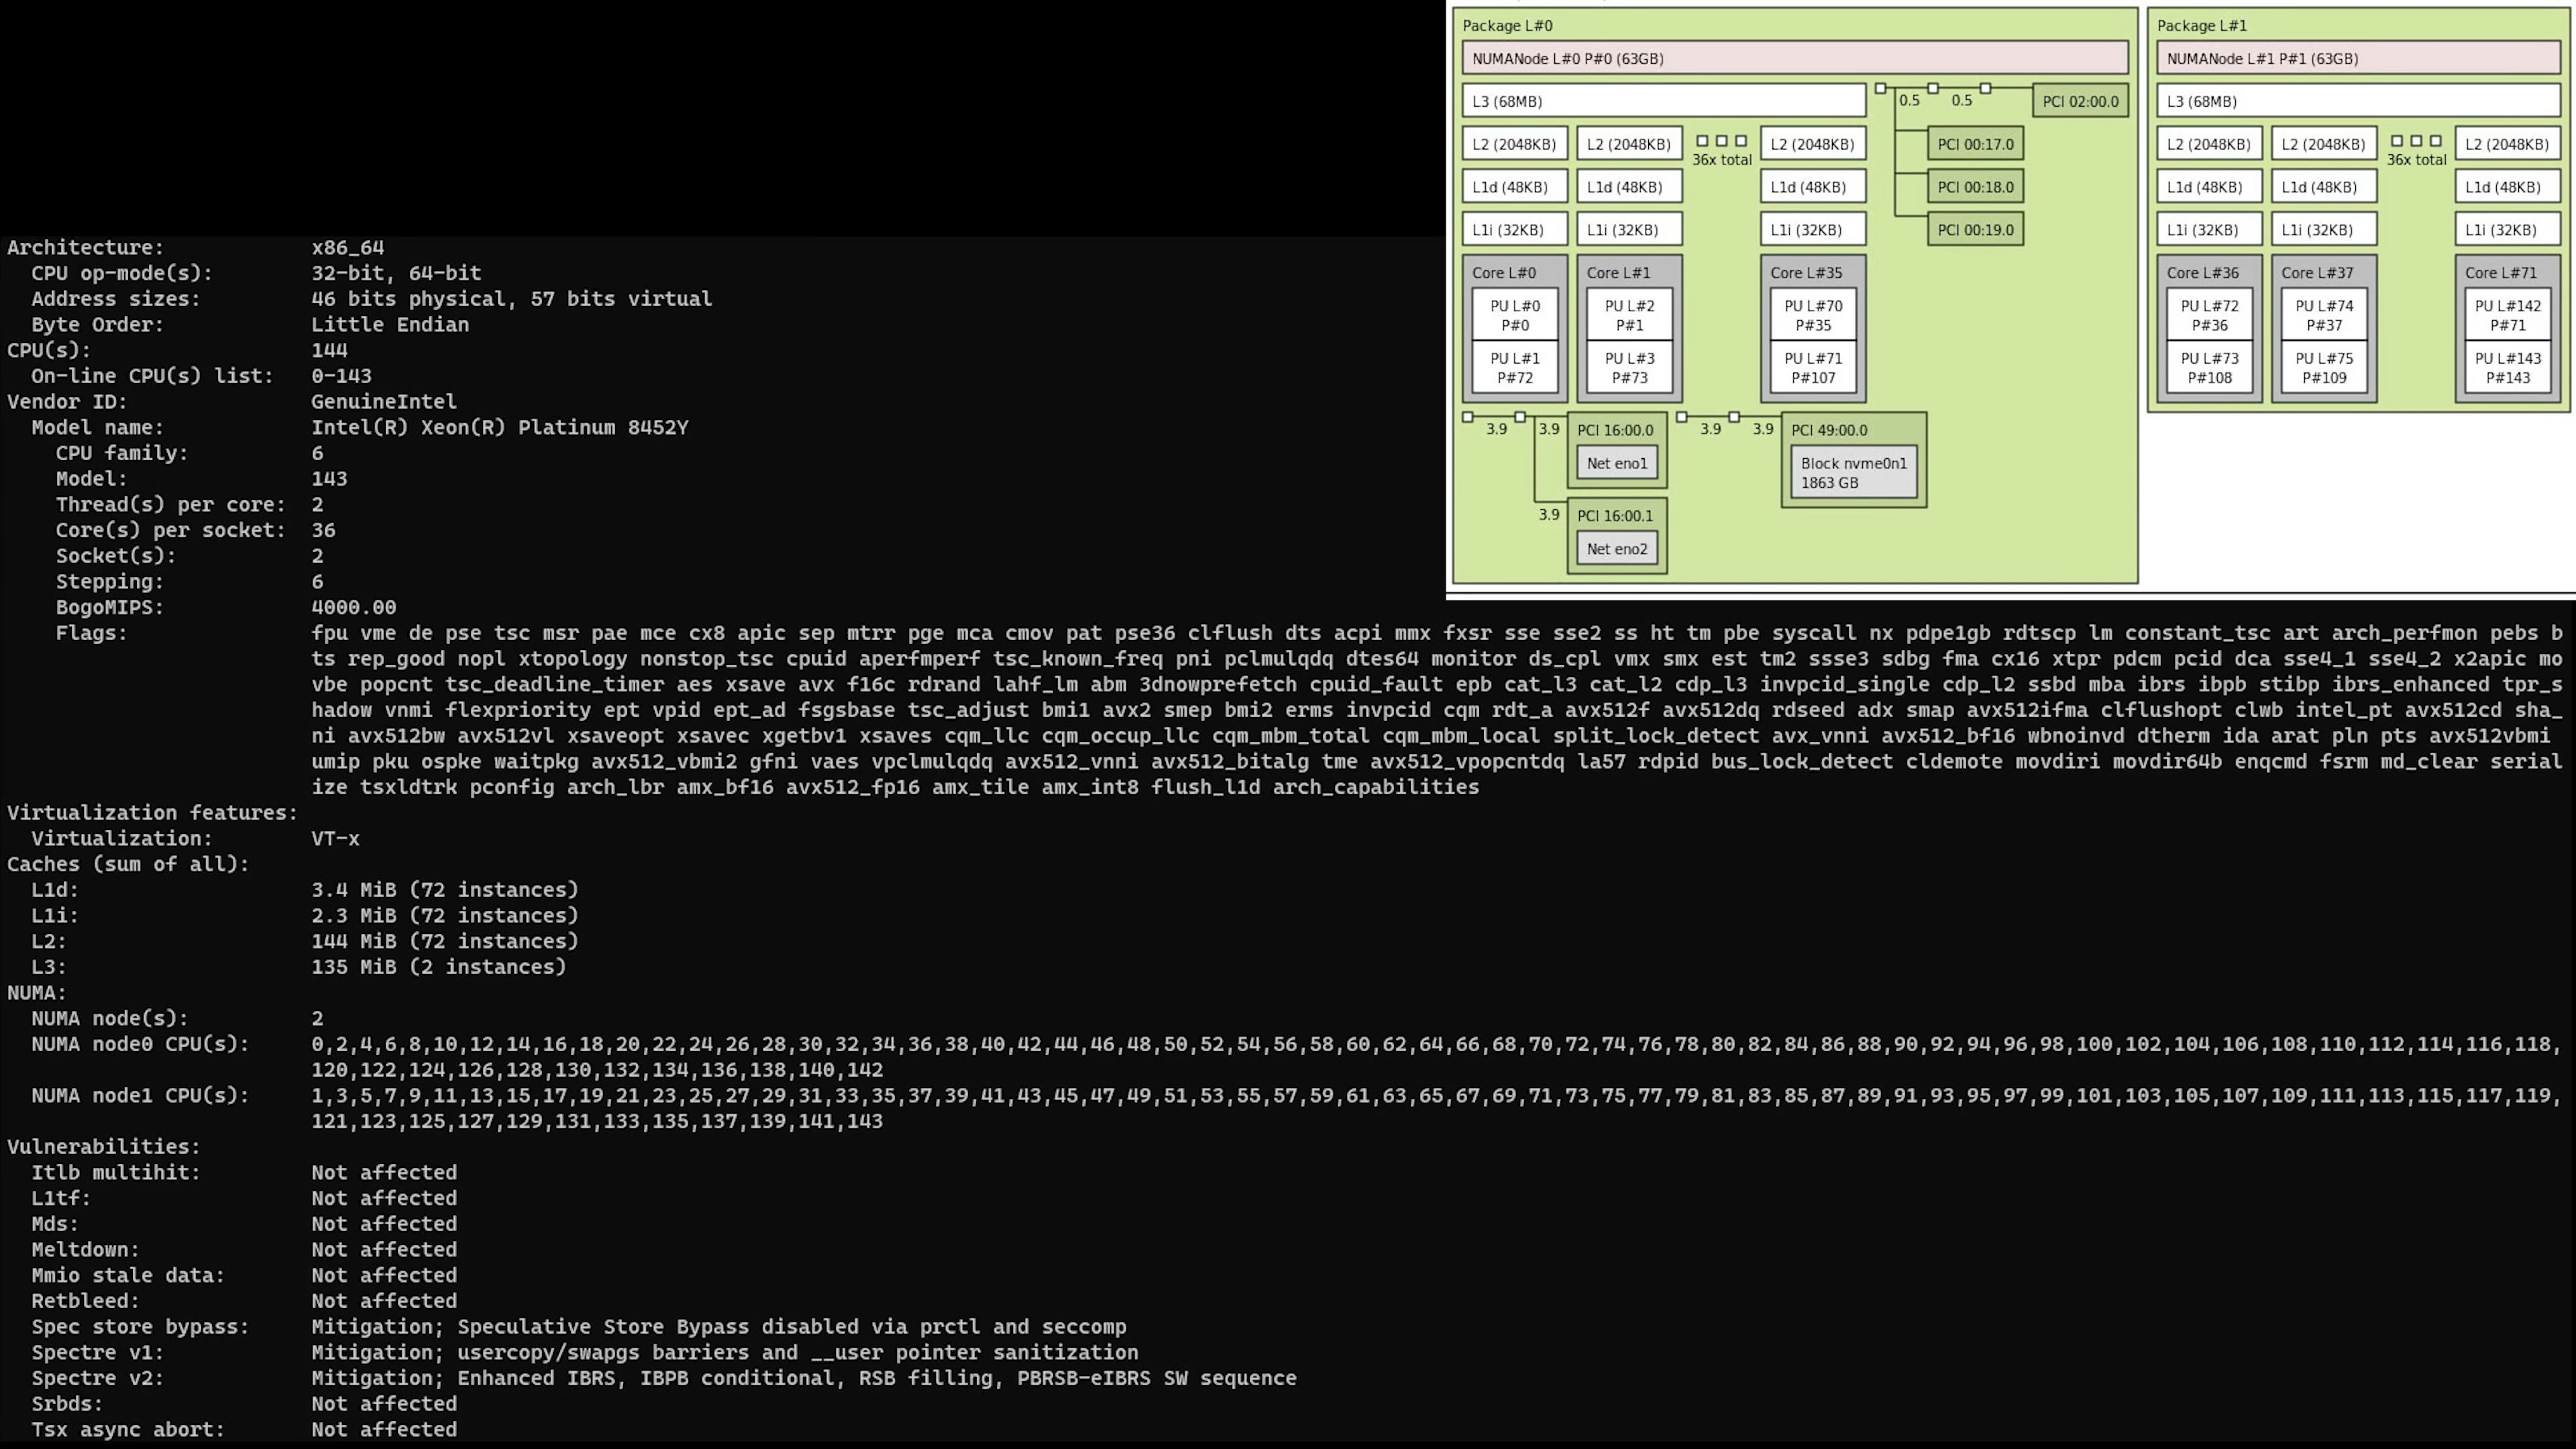 Package L#0
NUMANode L#0 P#0 (63GB)
L3 (68MB)
0.5 0.5 PCI 02:00.0
L2 (2048KB) L2 (2048KB) L2 (2048KB) PCI 00:17.0
36x total
L1d (48KB) L1d (48KB) L1d (48KB) PCI 00:18.0
L1i (32KB) L1i (32KB) L1i (32KB) PCI 00:19.0
Core L#0 Core L#1 Core L#35
PU L#0 PU L#2 PU L#70
P#0 P#1 P#35
PU L#1 PU L#3 PU L#71
P#72 P#73 P#107
3.9 3.9 PCI 16:00.0 3.9 3.9 PCI 49:00.0
Net eno1 Block nvme0n1
1863 GB
3.9 PCI 16:00.1
Net eno2
Package L#1
NUMANode L#1 P#1 (63GB)
L3 (68MB)
L2 (2048KB) L2 (2048KB) L2 (2048KB)
36x total
L1d (48KB) L1d (48KB) L1d (48KB)
L1i (32KB) L1i (32KB) L1i (32KB)
Core L#36 Core L#37 Core L#71
PU L#72 PU L#74 PU L#142
P#36 P#37 P#71
PU L#73 PU L#75 PU L#143
P#108 P#109 P#143
Architecture: x86_64
CPU op-mode(s): 32-bit, 64-bit
Address sizes: 46 bits physical, 57 bits virtual
Byte Order: Little Endian
CPU(s): 144
On-line CPU(s) list: 0-143
Vendor ID: GenuineIntel
Model name: Intel(R) Xeon(R) Platinum 8452Y
CPU family: 6
Model: 143
Thread(s) per core: 2
Core(s) per socket: 36
Socket(s): 2
Stepping: 6
BogoMIPS: 4000.00
Flags: fpu vme de pse tsc msr pae mce cx8 apic sep mtrr pge mca cmov pat pse36 clflush dts acpi mmx fxsr sse sse2 ss ht tm pbe syscall nx pdpe1gb rdtscp lm constant_tsc art arch_perfmon pebs b
ts rep_good nopl xtopology nonstop_tsc cpuid aperfmperf tsc_known_freq pni pclmulqdq dtes64 monitor ds_cpl vmx smx est tm2 ssse3 sdbg fma cx16 xtpr pdcm pcid dca sse4_1 sse4_2 x2apic mo
vbe popcnt tsc_deadline_timer aes xsave avx f16c rdrand lahf_lm abm 3dnowprefetch cpuid_fault epb cat_l3 cat_l2 cdp_l3 invpcid_single cdp_l2 ssbd mba ibrs ibpb stibp ibrs_enhanced tpr_s
hadow vnmi flexpriority ept vpid ept_ad fsgsbase tsc_adjust bmi1 avx2 smep bmi2 erms invpcid cqm rdt_a avx512f avx512dq rdseed adx smap avx512ifma clflushopt clwb intel_pt avx512cd sha_
ni avx512bw avx512vl xsaveopt xsavec xgetbv1 xsaves cqm_llc cqm_occup_llc cqm_mbm_total cqm_mbm_local split_lock_detect avx_vnni avx512_bf16 wbnoinvd dtherm ida arat pln pts avx512vbmi
umip pku ospke waitpkg avx512_vbmi2 gfni vaes vpclmulqdq avx512_vnni avx512_bitalg tme avx512_vpopcntdq la57 rdpid bus_lock_detect cldemote movdiri movdir64b enqcmd fsrm md_clear serial
ize tsxldtrk pconfig arch_lbr amx_bf16 avx512_fp16 amx_tile amx_int8 flush_l1d arch_capabilities
Virtualization features:
Virtualization: VT-x
Caches (sum of all):
L1d: 3.4 MiB (72 instances)
L1i: 2.3 MiB (72 instances)
L2: 144 MiB (72 instances)
L3: 135 MiB (2 instances)
NUMA:
NUMA node(s): 2
NUMA node0 CPU(s): 0,2,4,6,8,10,12,14,16,18,20,22,24,26,28,30,32,34,36,38,40,42,44,46,48,50,52,54,56,58,60,62,64,66,68,70,72,74,76,78,80,82,84,86,88,90,92,94,96,98,100,102,104,106,108,110,112,114,116,118,
120,122,124,126,128,130,132,134,136,138,140,142
NUMA node1 CPU(s): 1,3,5,7,9,11,13,15,17,19,21,23,25,27,29,31,33,35,37,39,41,43,45,47,49,51,53,55,57,59,61,63,65,67,69,71,73,75,77,79,81,83,85,87,89,91,93,95,97,99,101,103,105,107,109,111,113,115,117,119,
121,123,125,127,129,131,133,135,137,139,141,143
Vulnerabilities:
Itlb multihit: Not affected
L1tf: Not affected
Mds: Not affected
Meltdown: Not affected
Mmio stale data: Not affected
Retbleed: Not affected
Spec store bypass: Mitigation; Speculative Store Bypass disabled via prctl and seccomp
Spectre v1: Mitigation; usercopy/swapgs barriers and __user pointer sanitization
Spectre v2: Mitigation; Enhanced IBRS, IBPB conditional, RSB filling, PBRSB-eIBRS SW sequence
Srbds: Not affected
Tsx async abort: Not affected